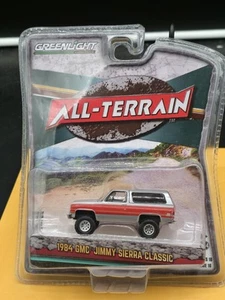 GREENLIGHT
ALL-TERRAIN
1984 GMC JIMMY SIERRA CLASSIC